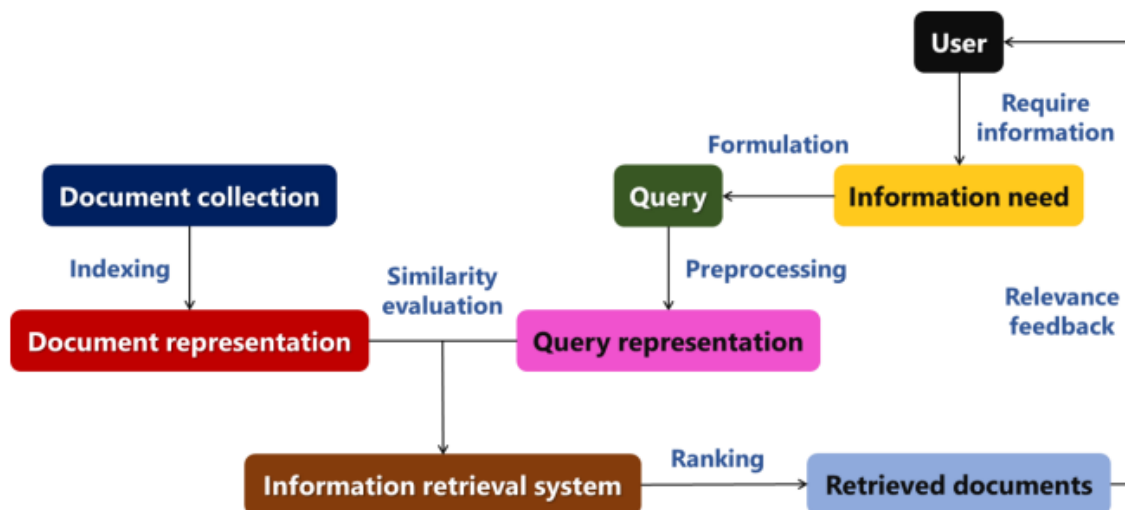 User
Require
information
Formulation
Document collection
Query
Information need
Indexing
Similarity
evaluation
Preprocessing
Relevance
feedback
Document representation
Query representation
Information retrieval system
Ranking
Retrieved documents